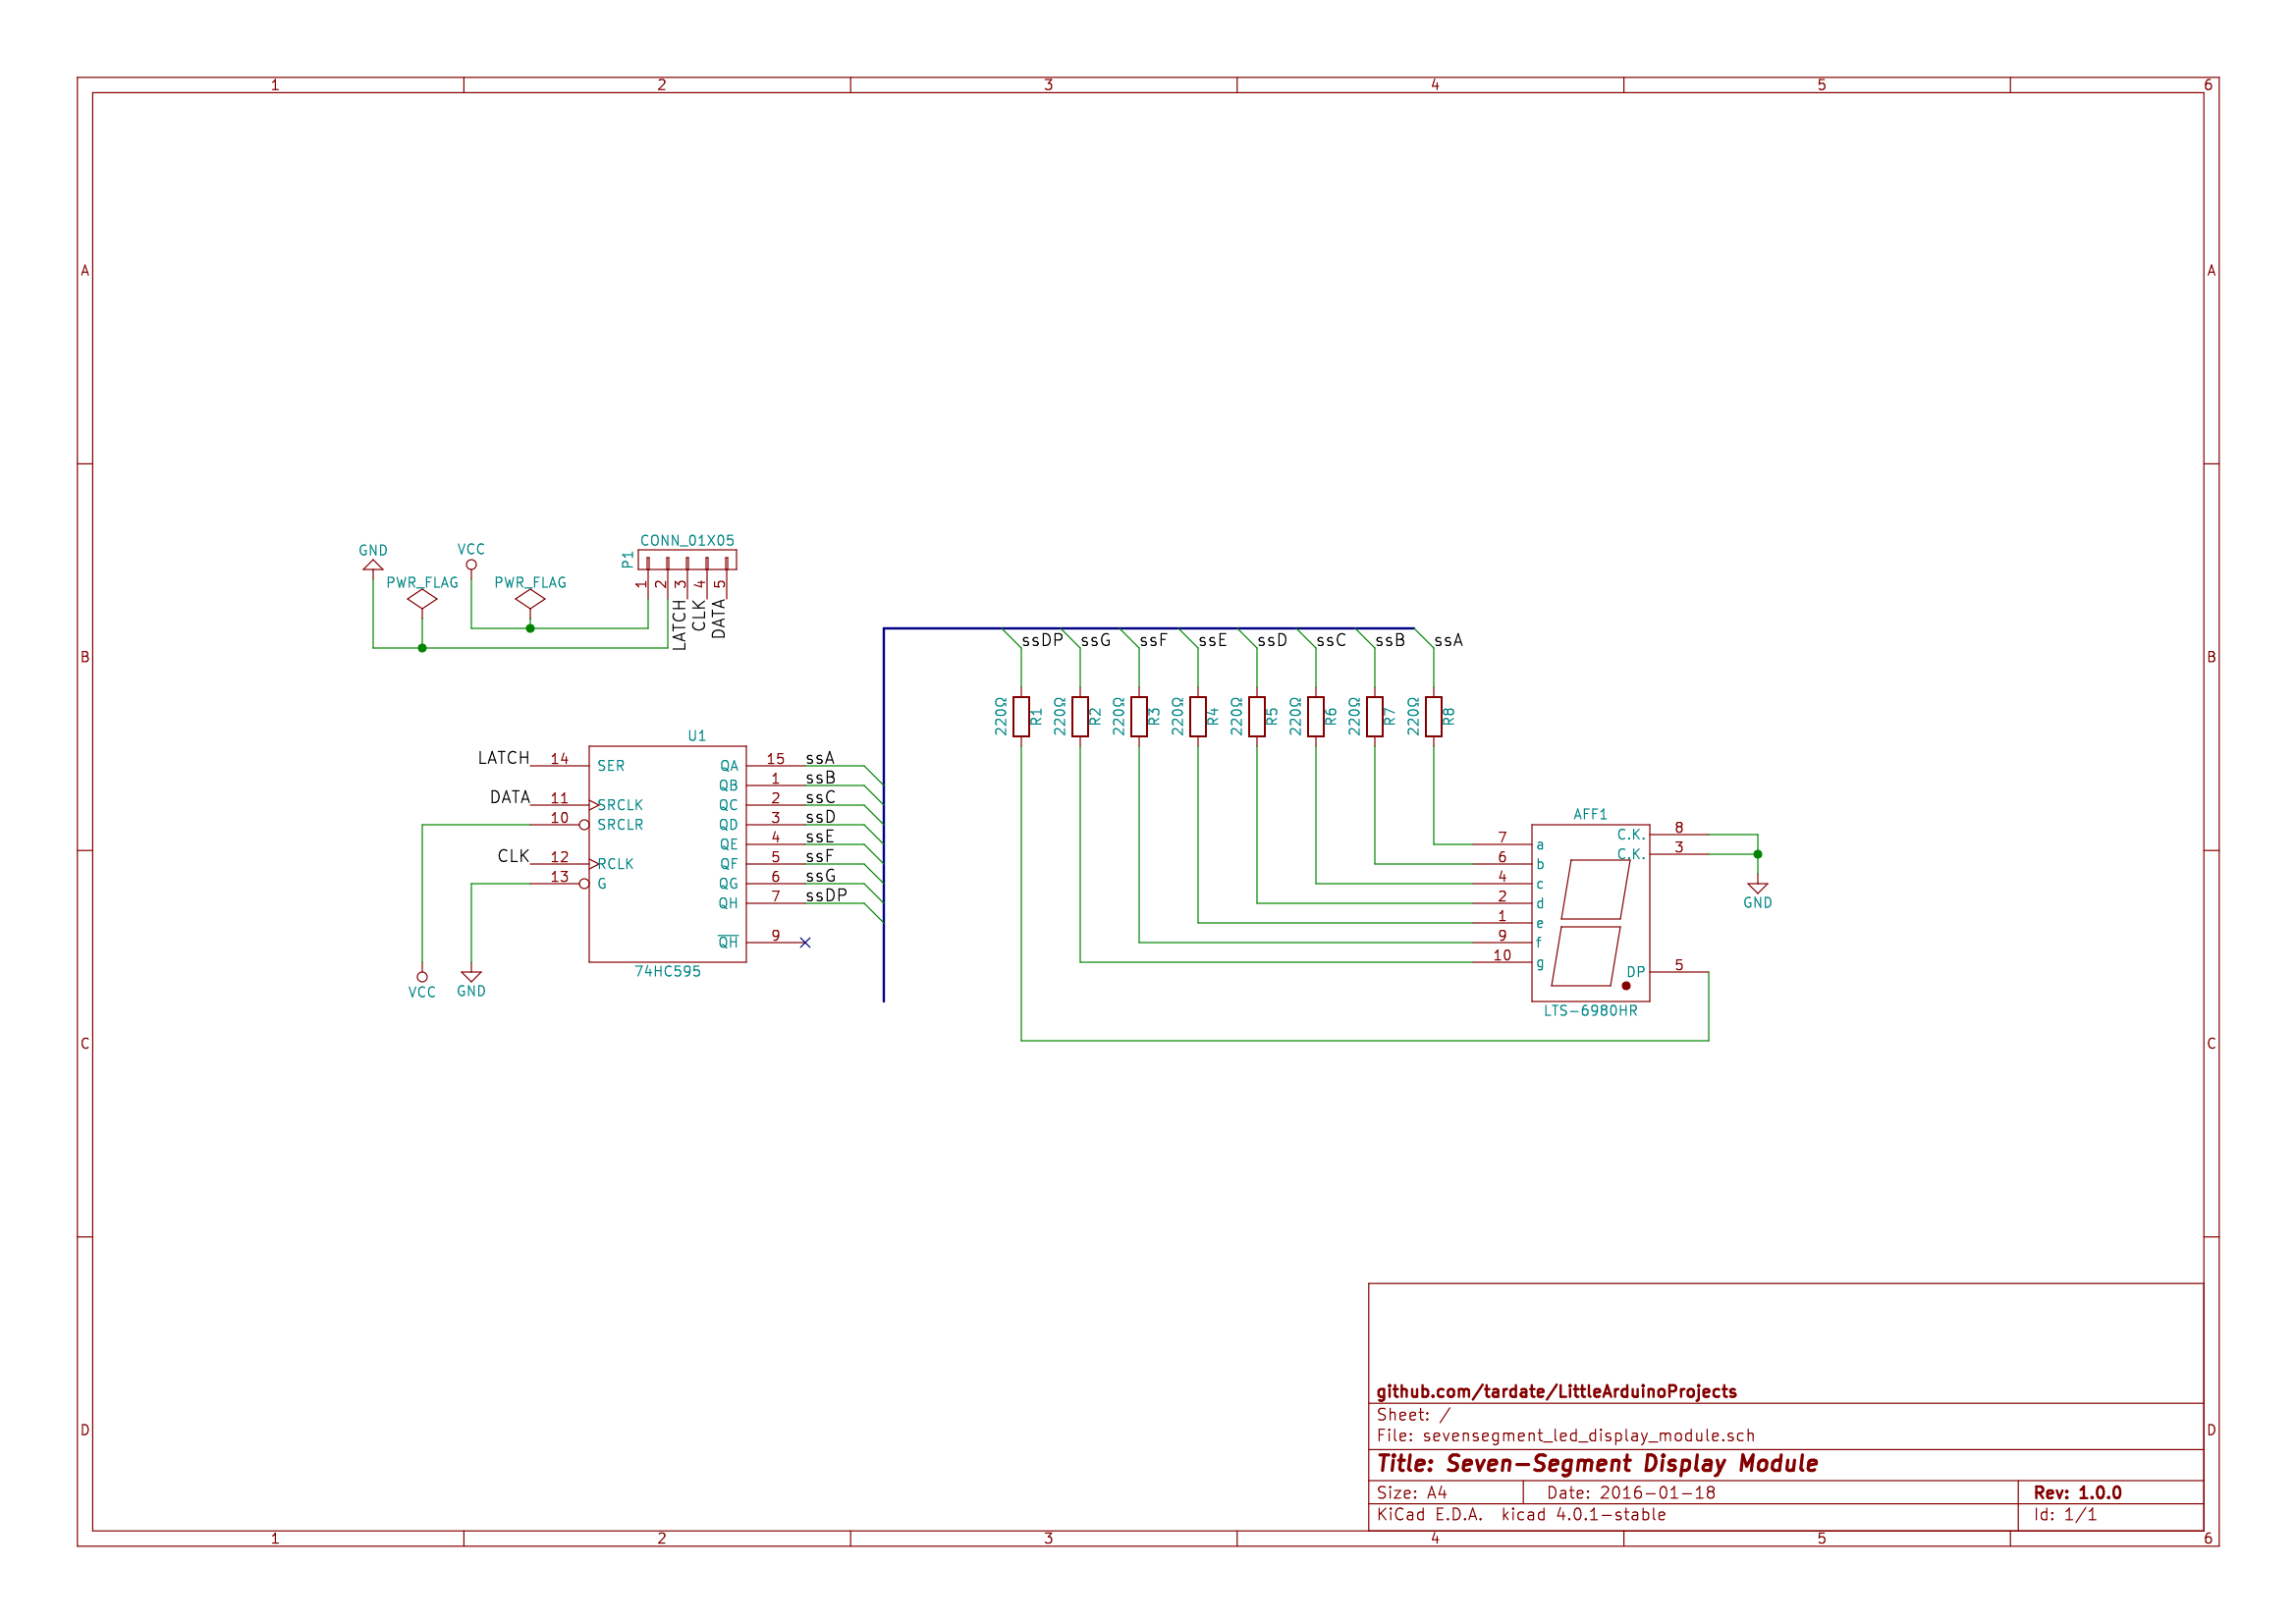 1 2 3 4 5 6
A A
GND VCC CONN_01X05
P1
PWR_FLAG PWR_FLAG
1 2 3 4 5
LATCH CLK DATA
B B
ssDP ssG ssF ssE ssD ssC ssB ssA
220Ω R1 220Ω R2 220Ω R3 220Ω R4 220Ω R5 220Ω R6 220Ω R7 220Ω R8
U1
LATCH 14 SER QA 15 ssA
QB 1 ssB
DATA 11 SRCLK QC 2 ssC
10 SRCLR QD 3 ssD
QE 4 ssE
CLK 12 RCLK QF 5 ssF
13 G QG 6 ssG
QH 7 ssDP
QH 9
74HC595
VCC GND
AFF1
C.K. 8
7 a C.K. 3
6 b
4 c
2 d GND
1 e
9 f
10 g
DP 5
LTS-6980HR
C C
github.com/tardate/LittleArduinoProjects
Sheet: /
File: sevensegment_led_display_module.sch
D D
Title: Seven-Segment Display Module
Size: A4 Date: 2016-01-18 Rev: 1.0.0
KiCad E.D.A. kicad 4.0.1-stable Id: 1/1
1 2 3 4 5 6